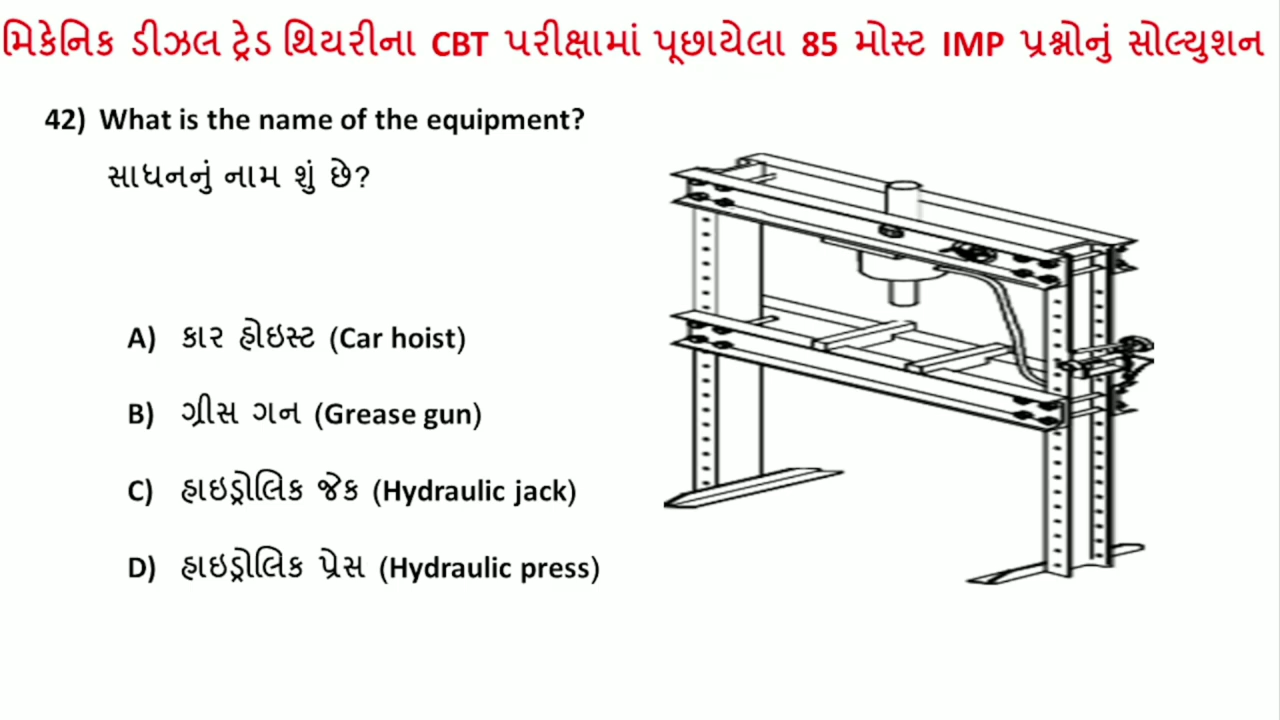 મિકેનિક ડીઝલ ટ્રેડ થિયરીના CBT પરીક્ષામાં પૂછાયેલા 85 મોસ્ટ IMP પ્રશ્નોનું સોલ્યુશન
42) What is the name of the equipment?
સાધનનું નામ શું છે?
A) કાર હોઇસ્ટ (Car hoist)
B) ગ્રીસ ગન (Grease gun)
C) હાઇડ્રોલિક જેક (Hydraulic jack)
D) હાઇડ્રોલિક પ્રેસ (Hydraulic press)